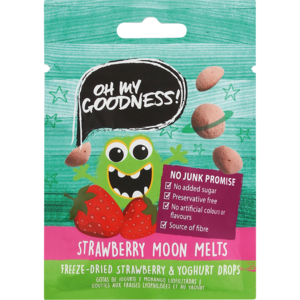 OH MY
GOODNESS!
NO JUNK PROMISE
No added sugar
Preservative free
No artificial colours or
flavours
Source of fibre
STRAWBERRY MOON MELTS
FREEZE-DRIED STRAWBERRY & YOGHURT DROPS